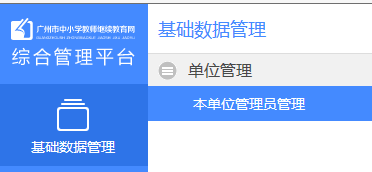 广州市中小学教师继续教育网
综合管理平台
基础数据管理
基础数据管理
单位管理
本单位管理员管理